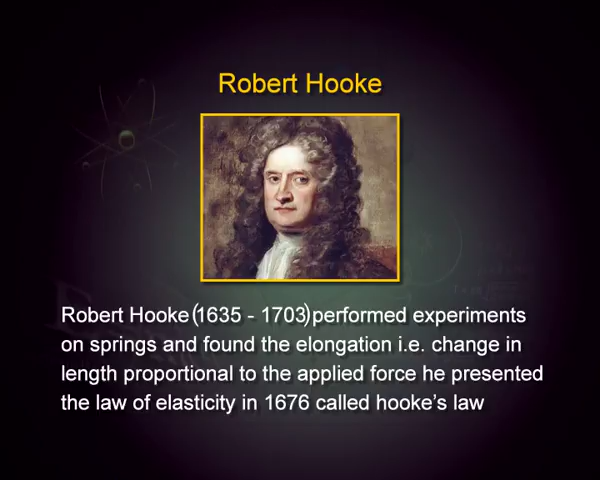 Robert Hooke
Robert Hooke(1635 - 1703)performed experiments
on springs and found the elongation i.e. change in
length proportional to the applied force he presented
the law of elasticity in 1676 called hooke's law